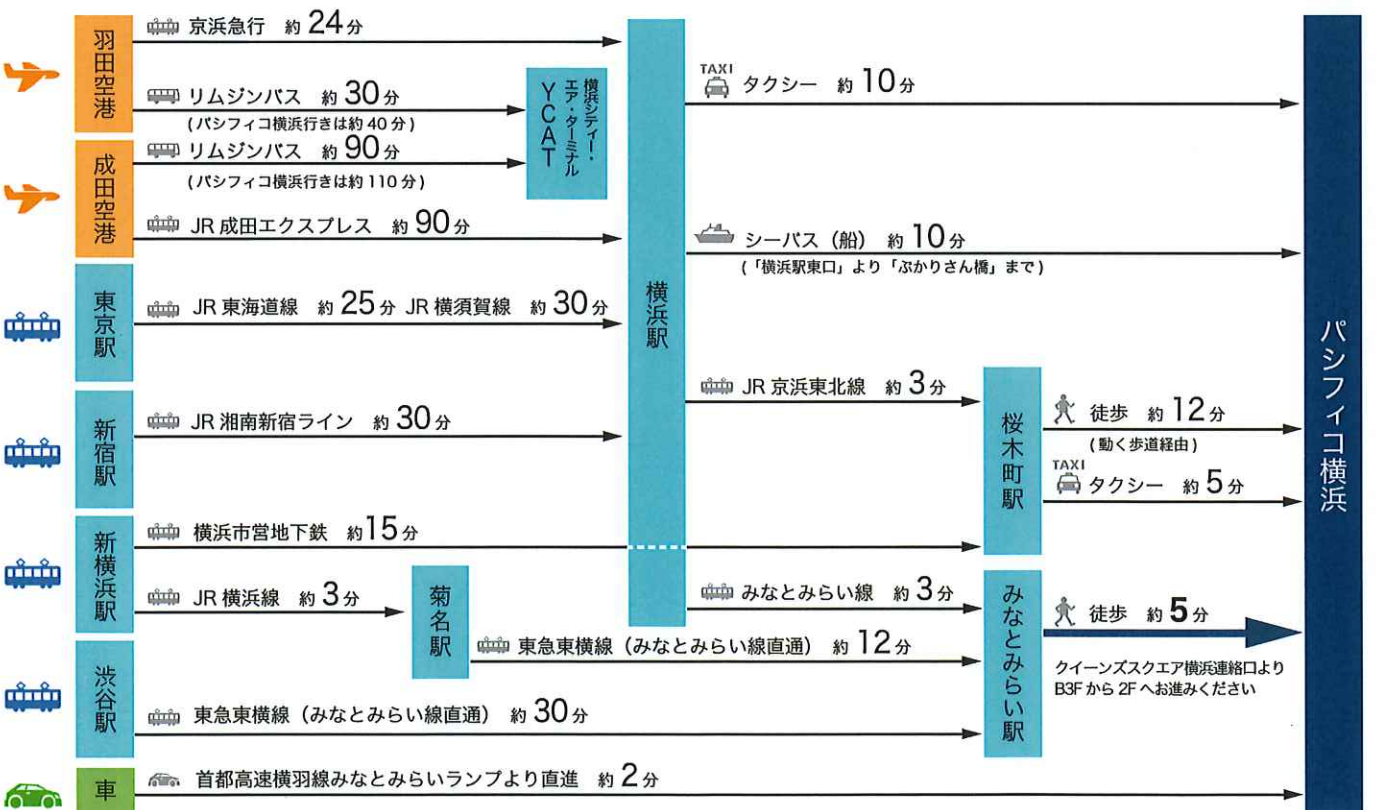 羽田空港
京浜急行 約24分
リムジンバス 約30分
(パシフィコ横浜行きは約40分)
成田空港
リムジンバス 約90分
(パシフィコ横浜行きは約110分)
JR成田エクスプレス 約90分
横浜シティー・
エア・ターミナル
YCAT
東京駅
JR東海道線 約25分 JR横須賀線 約30分
新宿駅
JR湘南新宿ライン 約30分
新横浜駅
横浜市営地下鉄 約15分
JR横浜線 約3分
菊名駅
東急東横線（みなとみらい線直通） 約12分
渋谷駅
東急東横線（みなとみらい線直通） 約30分
車
首都高速横羽線みなとみらいランプより直進 約2分
横浜駅
TAXI
タクシー 約10分
シーバス（船） 約10分
(「横浜駅東口」より「ぷかりさん橋」まで)
JR京浜東北線 約3分
みなとみらい線 約3分
桜木町駅
徒歩 約12分
(動く歩道経由)
TAXI
タクシー 約5分
みなとみらい駅
徒歩 約5分
クイーンズスクエア横浜連絡口より
B3Fから2Fへお進みください
パシフィコ横浜